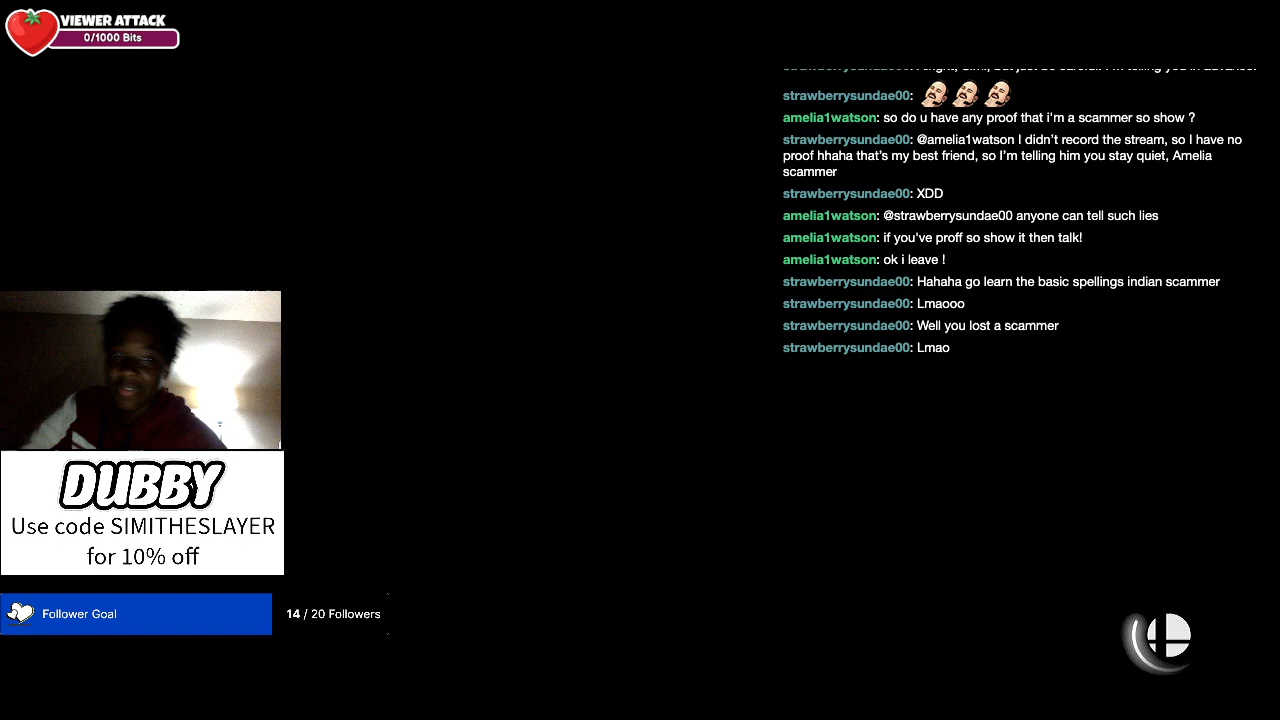 VIEWER ATTACK
0/1000 Bits
strawberrysundae00:
amelia1watson: so do u have any proof that i'm a scammer so show ?
strawberrysundae00: @amelia1watson I didn't record the stream, so I have no
proof hhaha that's my best friend, so I'm telling him you stay quiet, Amelia
scammer
strawberrysundae00: XDD
amelia1watson: @strawberrysundae00 anyone can tell such lies
amelia1watson: if you've proff so show it then talk!
amelia1watson: ok i leave !
strawberrysundae00: Hahaha go learn the basic spellings indian scammer
strawberrysundae00: Lmaooo
strawberrysundae00: Well you lost a scammer
strawberrysundae00: Lmao
DUBBY
Use code SIMITHESLAYER
for 10% off
Follower Goal
14 / 20 Followers